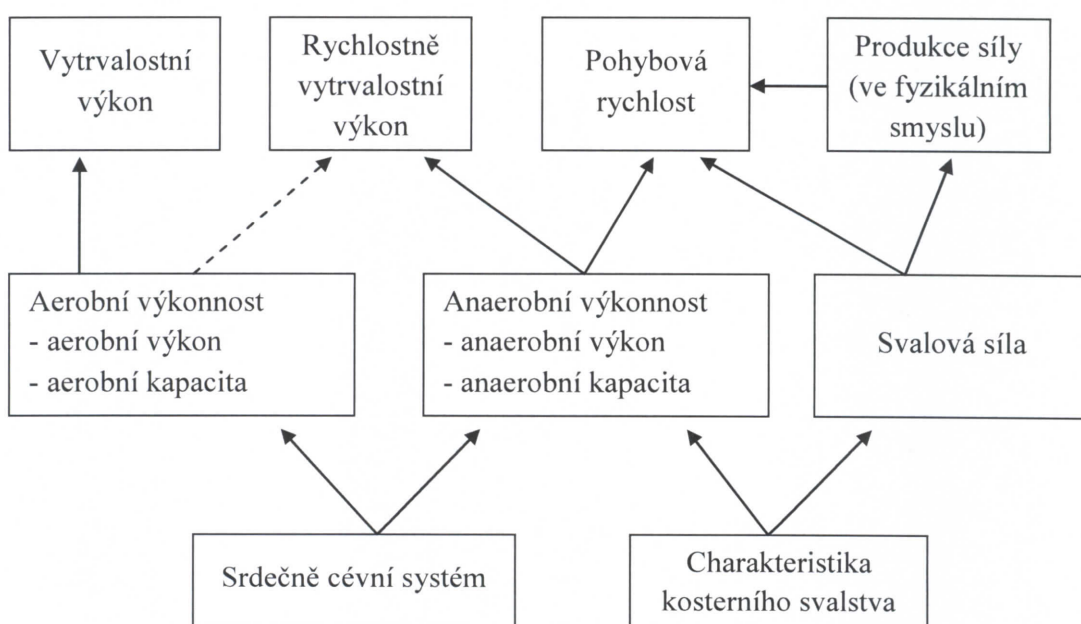 Vytrvalostní
výkon
Rychlostně
vytrvalostní
výkon
Pohybová
rychlost
Produkce síly
(ve fyzikálním
smyslu)
Aerobní výkonnost
- aerobní výkon
- aerobní kapacita
Anaerobní výkonnost
- anaerobní výkon
- anaerobní kapacita
Svalová síla
Srdečně cévní systém
Charakteristika
kosterního svalstva